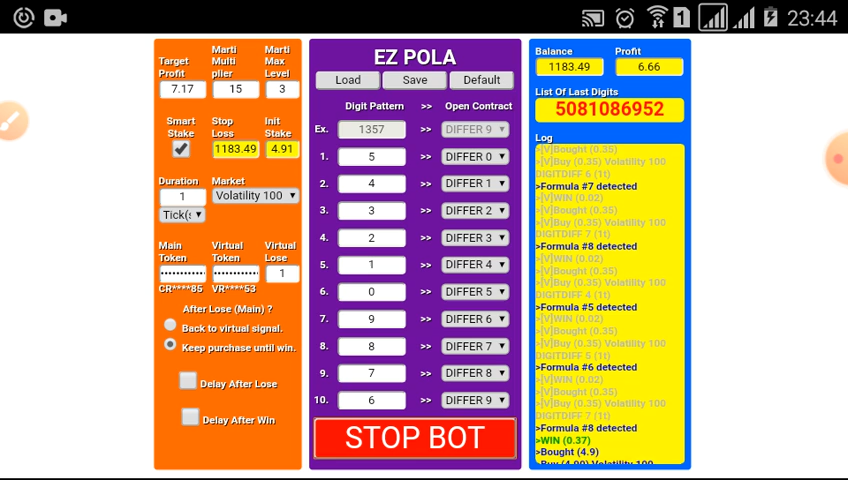 1
23:44
Target
Profit
Marti
Multi
plier
Marti
Max
Level
7.17
15
3
Smart
Stake
Stop
Loss
Init
Stake
1183.49
4.91
Duration
Market
1
Volatility 100
Tick(s
Main
Token
Virtual
Token
Virtual
Lose
••••••••••••
••••••••••••
1
CR****85
VR****53
After Lose (Main) ?
Back to virtual signal.
Keep purchase until win.
Delay After Lose
Delay After Win
EZ POLA
Load
Save
Default
Digit Pattern >> Open Contract
Ex. 1357 >> DIFFER 9
1. 5 >> DIFFER 0
2. 4 >> DIFFER 1
3. 3 >> DIFFER 2
4. 2 >> DIFFER 3
5. 1 >> DIFFER 4
6. 0 >> DIFFER 5
7. 9 >> DIFFER 6
8. 8 >> DIFFER 7
9. 7 >> DIFFER 8
10. 6 >> DIFFER 9
STOP BOT
Balance
Profit
1183.49
6.66
List Of Last Digits
5081086952
Log
>[V]Bought (0.35)
>[V]Buy (0.35) Volatility 100
DIGITDIFF 6 (1t)
>Formula #7 detected
>[V]WIN (0.02)
>[V]Bought (0.35)
>[V]Buy (0.35) Volatility 100
DIGITDIFF 7 (1t)
>Formula #8 detected
>[V]WIN (0.02)
>[V]Bought (0.35)
>[V]Buy (0.35) Volatility 100
DIGITDIFF 4 (1t)
>Formula #5 detected
>[V]WIN (0.02)
>[V]Bought (0.35)
>[V]Buy (0.35) Volatility 100
DIGITDIFF 5 (1t)
>Formula #6 detected
>[V]WIN (0.02)
>[V]Bought (0.35)
>[V]Buy (0.35) Volatility 100
DIGITDIFF 7 (1t)
>Formula #8 detected
>WIN (0.37)
>Bought (4.9)
>Buy (4.90) Volatility 100